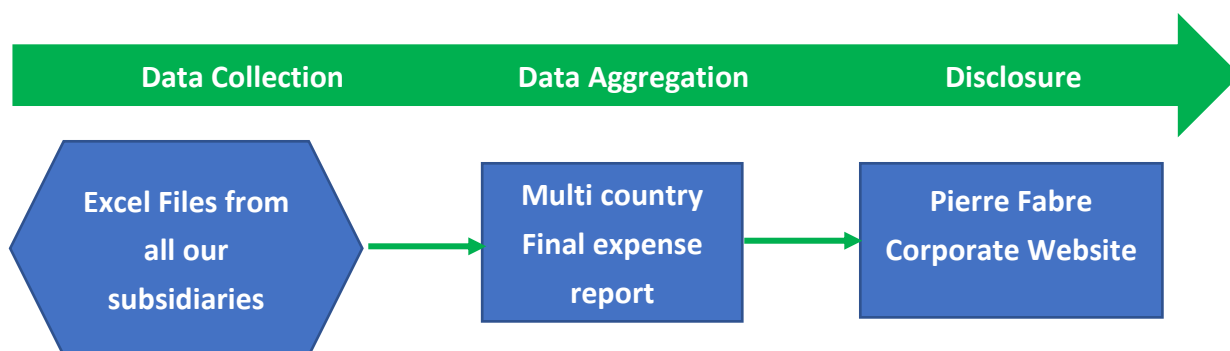 Data Collection Data Aggregation Disclosure
Excel Files from
all our
subsidiaries
Multi country
Final expense
report
Pierre Fabre
Corporate Website